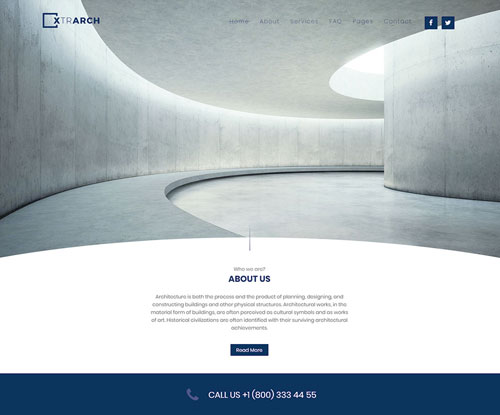 XTRARCH
Home About Services FAQ Pages Contact
Who we are?
ABOUT US
Architecture is both the process and the product of planning, designing, and
constructing buildings and other physical structures. Architectural works, in the
material form of buildings, are often perceived as cultural symbols and as works
of art. Historical civilizations are often identified with their surviving architectural
achievements.
Read More
CALL US +1 (800) 333 44 55